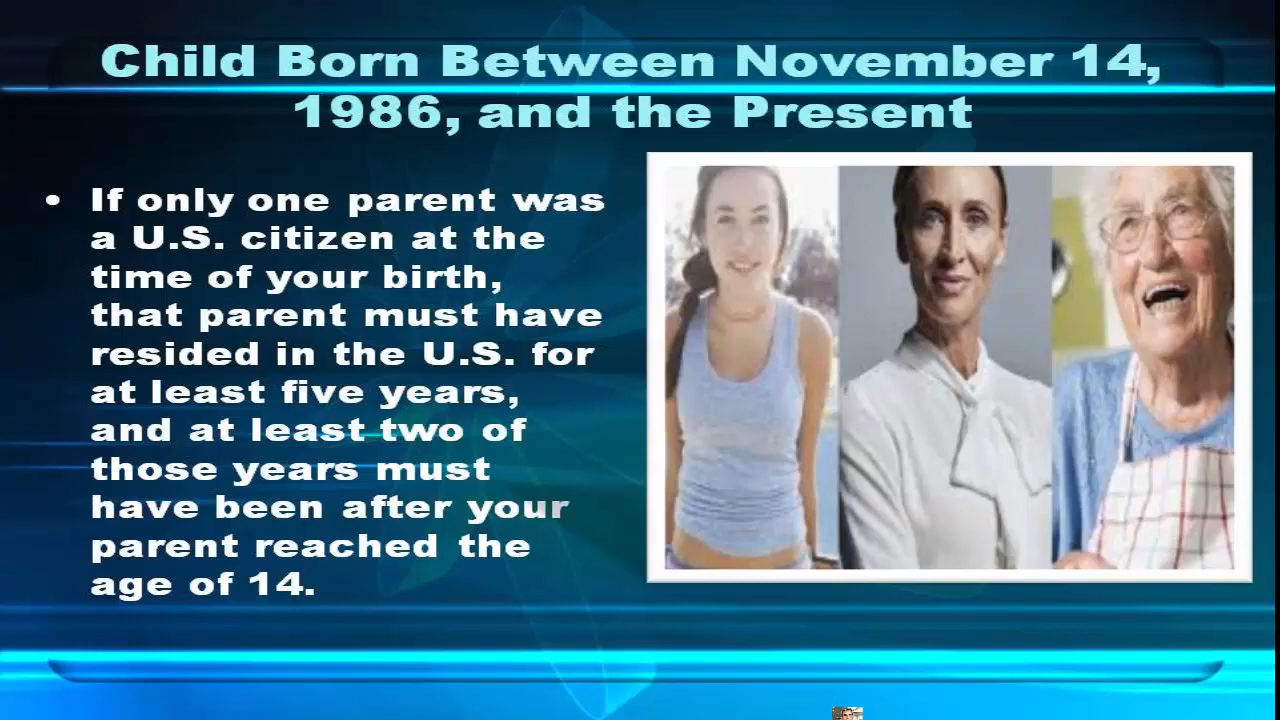 Child Born Between November 14,
1986, and the Present
• If only one parent was
a U.S. citizen at the
time of your birth,
that parent must have
resided in the U.S. for
at least five years,
and at least two of
those years must
have been after your
parent reached the
age of 14.